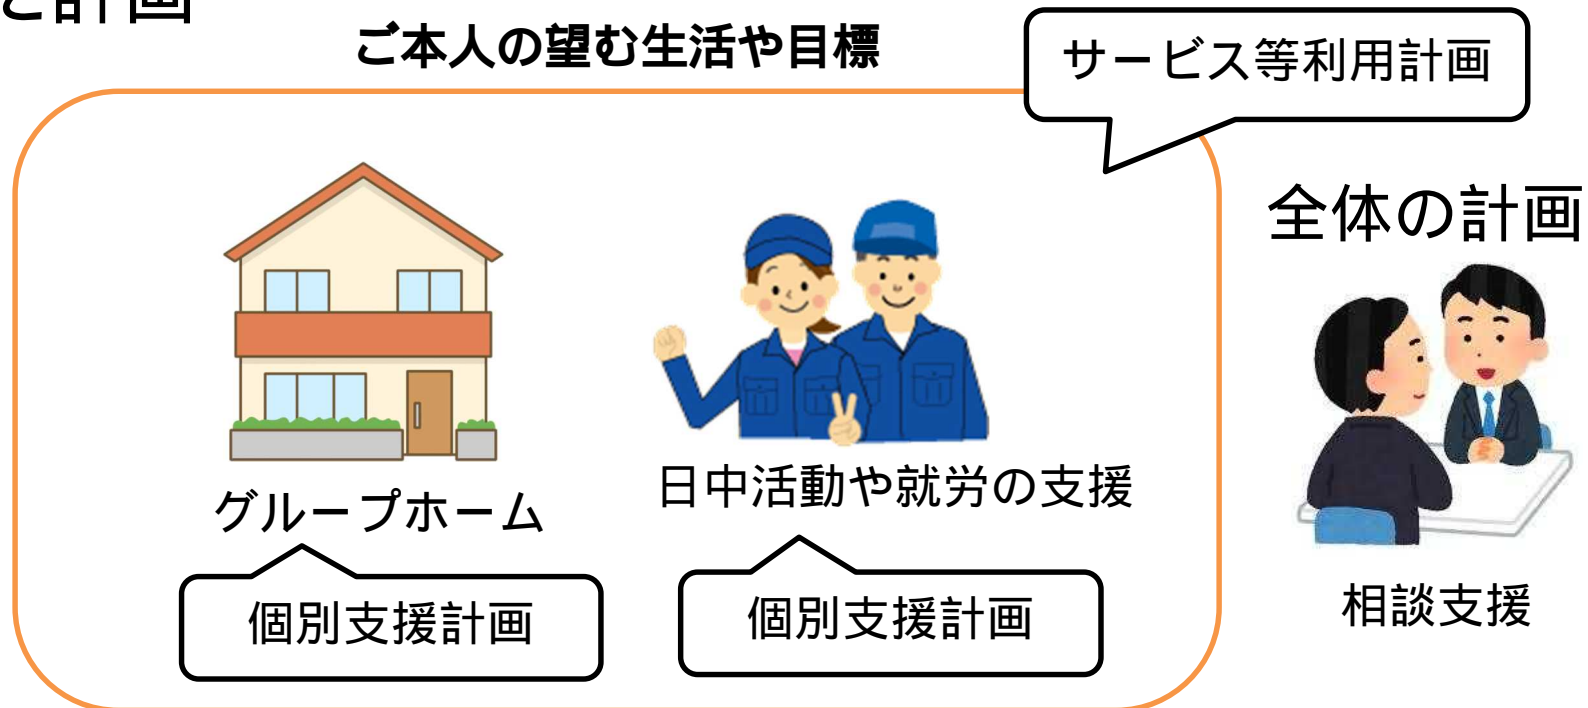 と計画
ご本人の望む生活や目標
サービス等利用計画
全体の計画
グループホーム
日中活動や就労の支援
個別支援計画
個別支援計画
相談支援